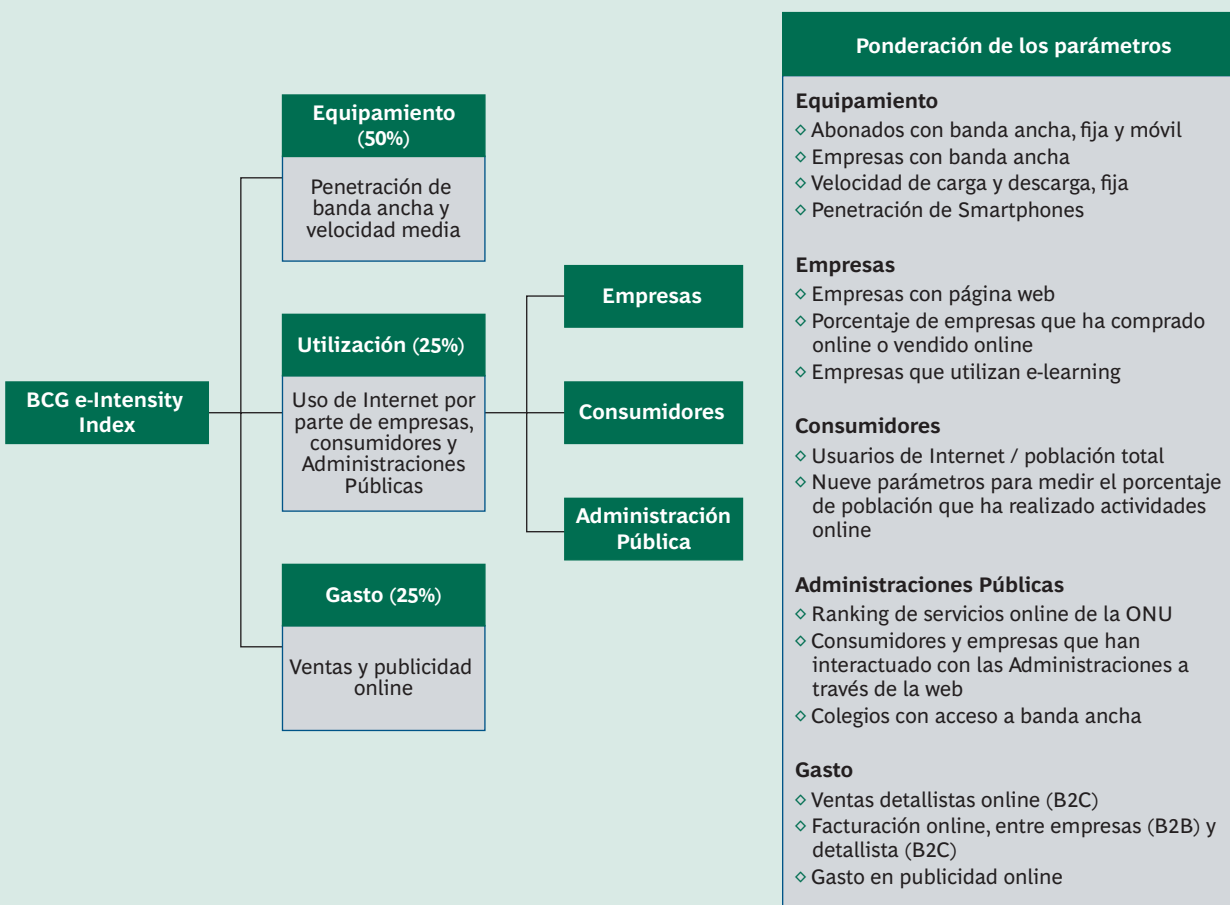 BCG e-Intensity
Index
Equipamiento
(50%)
Penetración de
banda ancha y
velocidad media
Utilización (25%)
Uso de Internet por
parte de empresas,
consumidores y
Administraciones
Públicas
Gasto (25%)
Ventas y publicidad
online
Empresas
Consumidores
Administración
Pública
Ponderación de los parámetros
Equipamiento
⋄ Abonados con banda ancha, fija y móvil
⋄ Empresas con banda ancha
⋄ Velocidad de carga y descarga, fija
⋄ Penetración de Smartphones
Empresas
⋄ Empresas con página web
⋄ Porcentaje de empresas que ha comprado
online o vendido online
⋄ Empresas que utilizan e-learning
Consumidores
⋄ Usuarios de Internet / población total
⋄ Nueve parámetros para medir el porcentaje
de población que ha realizado actividades
online
Administraciones Públicas
⋄ Ranking de servicios online de la ONU
⋄ Consumidores y empresas que han
interactuado con las Administraciones a
través de la web
⋄ Colegios con acceso a banda ancha
Gasto
⋄ Ventas detallistas online (B2C)
⋄ Facturación online, entre empresas (B2B) y
detallista (B2C)
⋄ Gasto en publicidad online